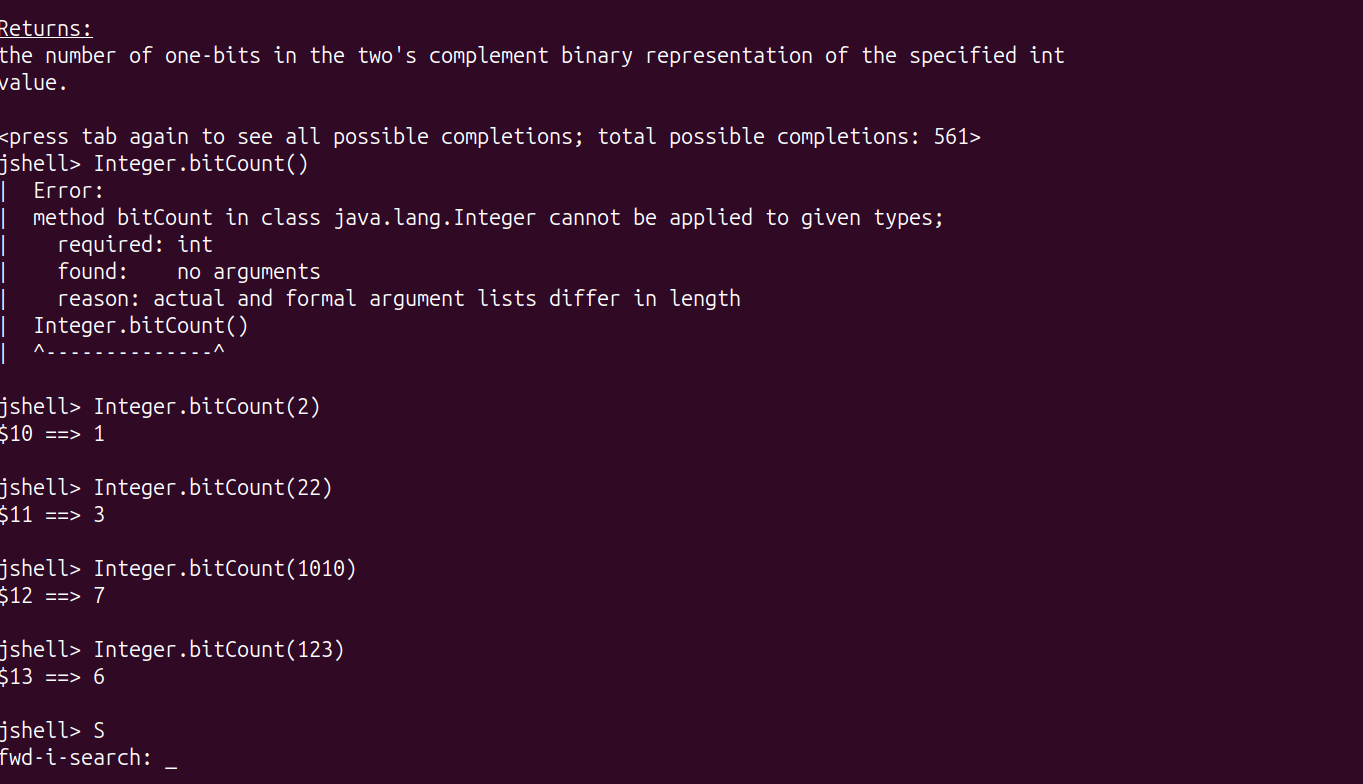 Returns:
the number of one-bits in the two's complement binary representation of the specified int
value.
<press tab again to see all possible completions; total possible completions: 561>
jshell> Integer.bitCount()
|  Error:
|  method bitCount in class java.lang.Integer cannot be applied to given types;
|    required: int
|    found:    no arguments
|    reason: actual and formal argument lists differ in length
|  Integer.bitCount()
|  ^--------------^
jshell> Integer.bitCount(2)
$10 ==> 1
jshell> Integer.bitCount(22)
$11 ==> 3
jshell> Integer.bitCount(1010)
$12 ==> 7
jshell> Integer.bitCount(123)
$13 ==> 6
jshell> S
fwd-i-search: _